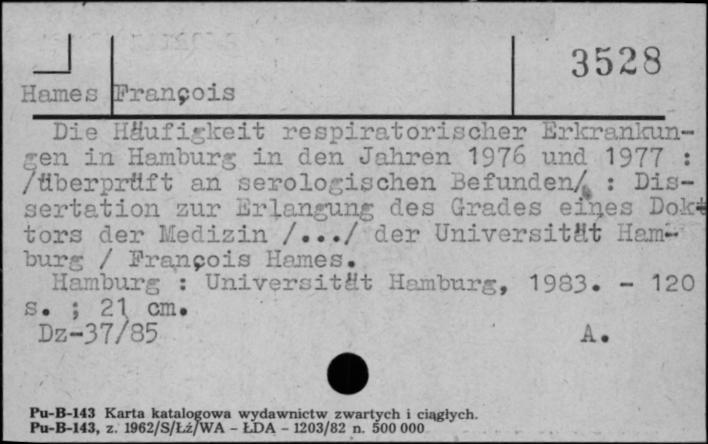 3528
Hames François
Die Häufigkeit respiratorischer Erkrankun-
gen in Hamburg in den Jahren 1976 und 1977 :
/überprüft an serologischen Befunden/ : Dis-
sertation zur Erlangung des Grades eines Dok-
tors der Medizin /.../ der Universität Ham-
burg / François Hames.
Hamburg : Universität Hamburg, 1983. - 120
s. ; 21 cm.
Dz-37/85 A.
Pu-B-143 Karta katalogowa wydawnictw zwartych i ciągłych.
Pu-B-143, z. 1962/S/Łź/WA - ŁDA - 1203/82 n. 500 000